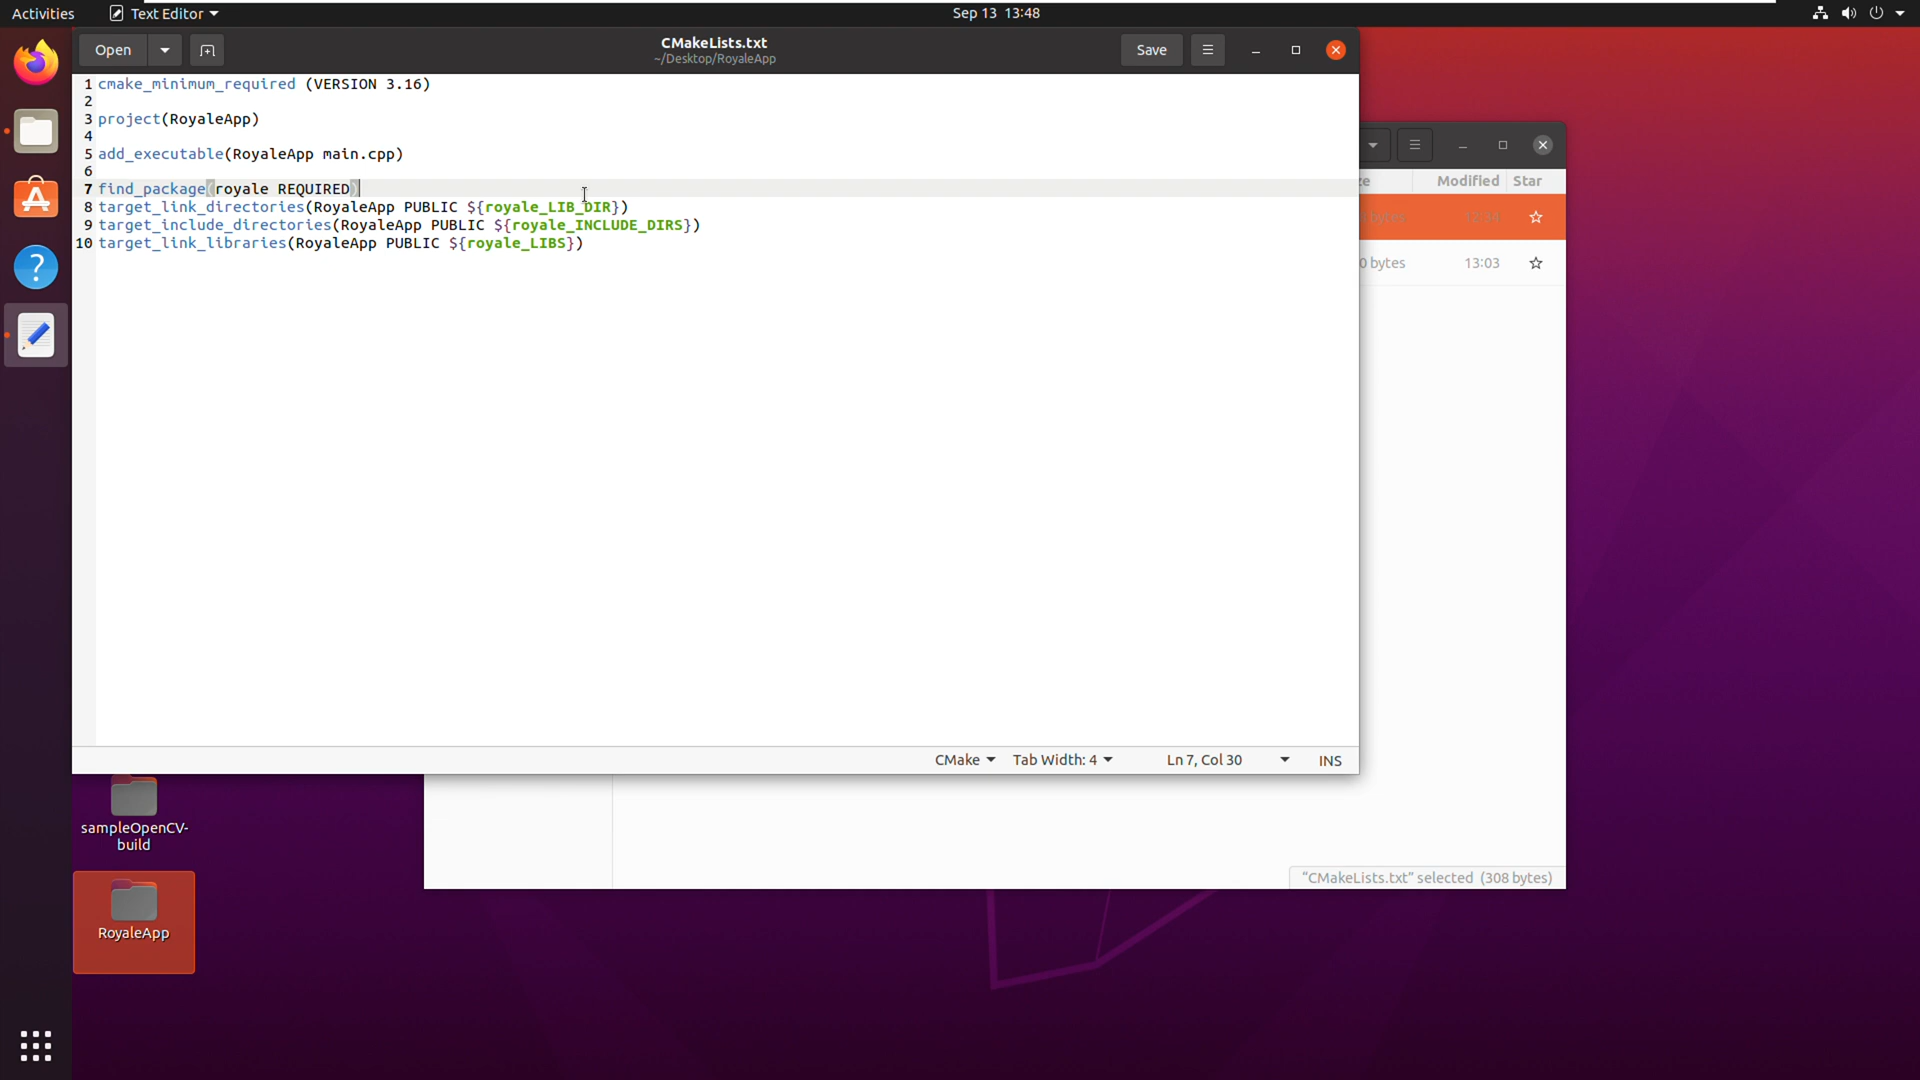 Activities
Text Editor
Sep 13 13:48
Open
CMakeLists.txt
~/Desktop/RoyaleApp
Save
1 cmake_minimum_required (VERSION 3.16)
2
3 project(RoyaleApp)
4
5 add_executable(RoyaleApp main.cpp)
6
7 find_package(royale REQUIRED)
8 target_link_directories(RoyaleApp PUBLIC ${royale_LIB_DIR})
9 target_include_directories(RoyaleApp PUBLIC ${royale_INCLUDE_DIRS})
10 target_link_libraries(RoyaleApp PUBLIC ${royale_LIBS})
CMake
Tab Width: 4
Ln 7, Col 30
INS
Modified
Star
bytes 12:34
0 bytes 13:03
"CMakeLists.txt" selected (308 bytes)
sampleOpenCV-
build
RoyaleApp